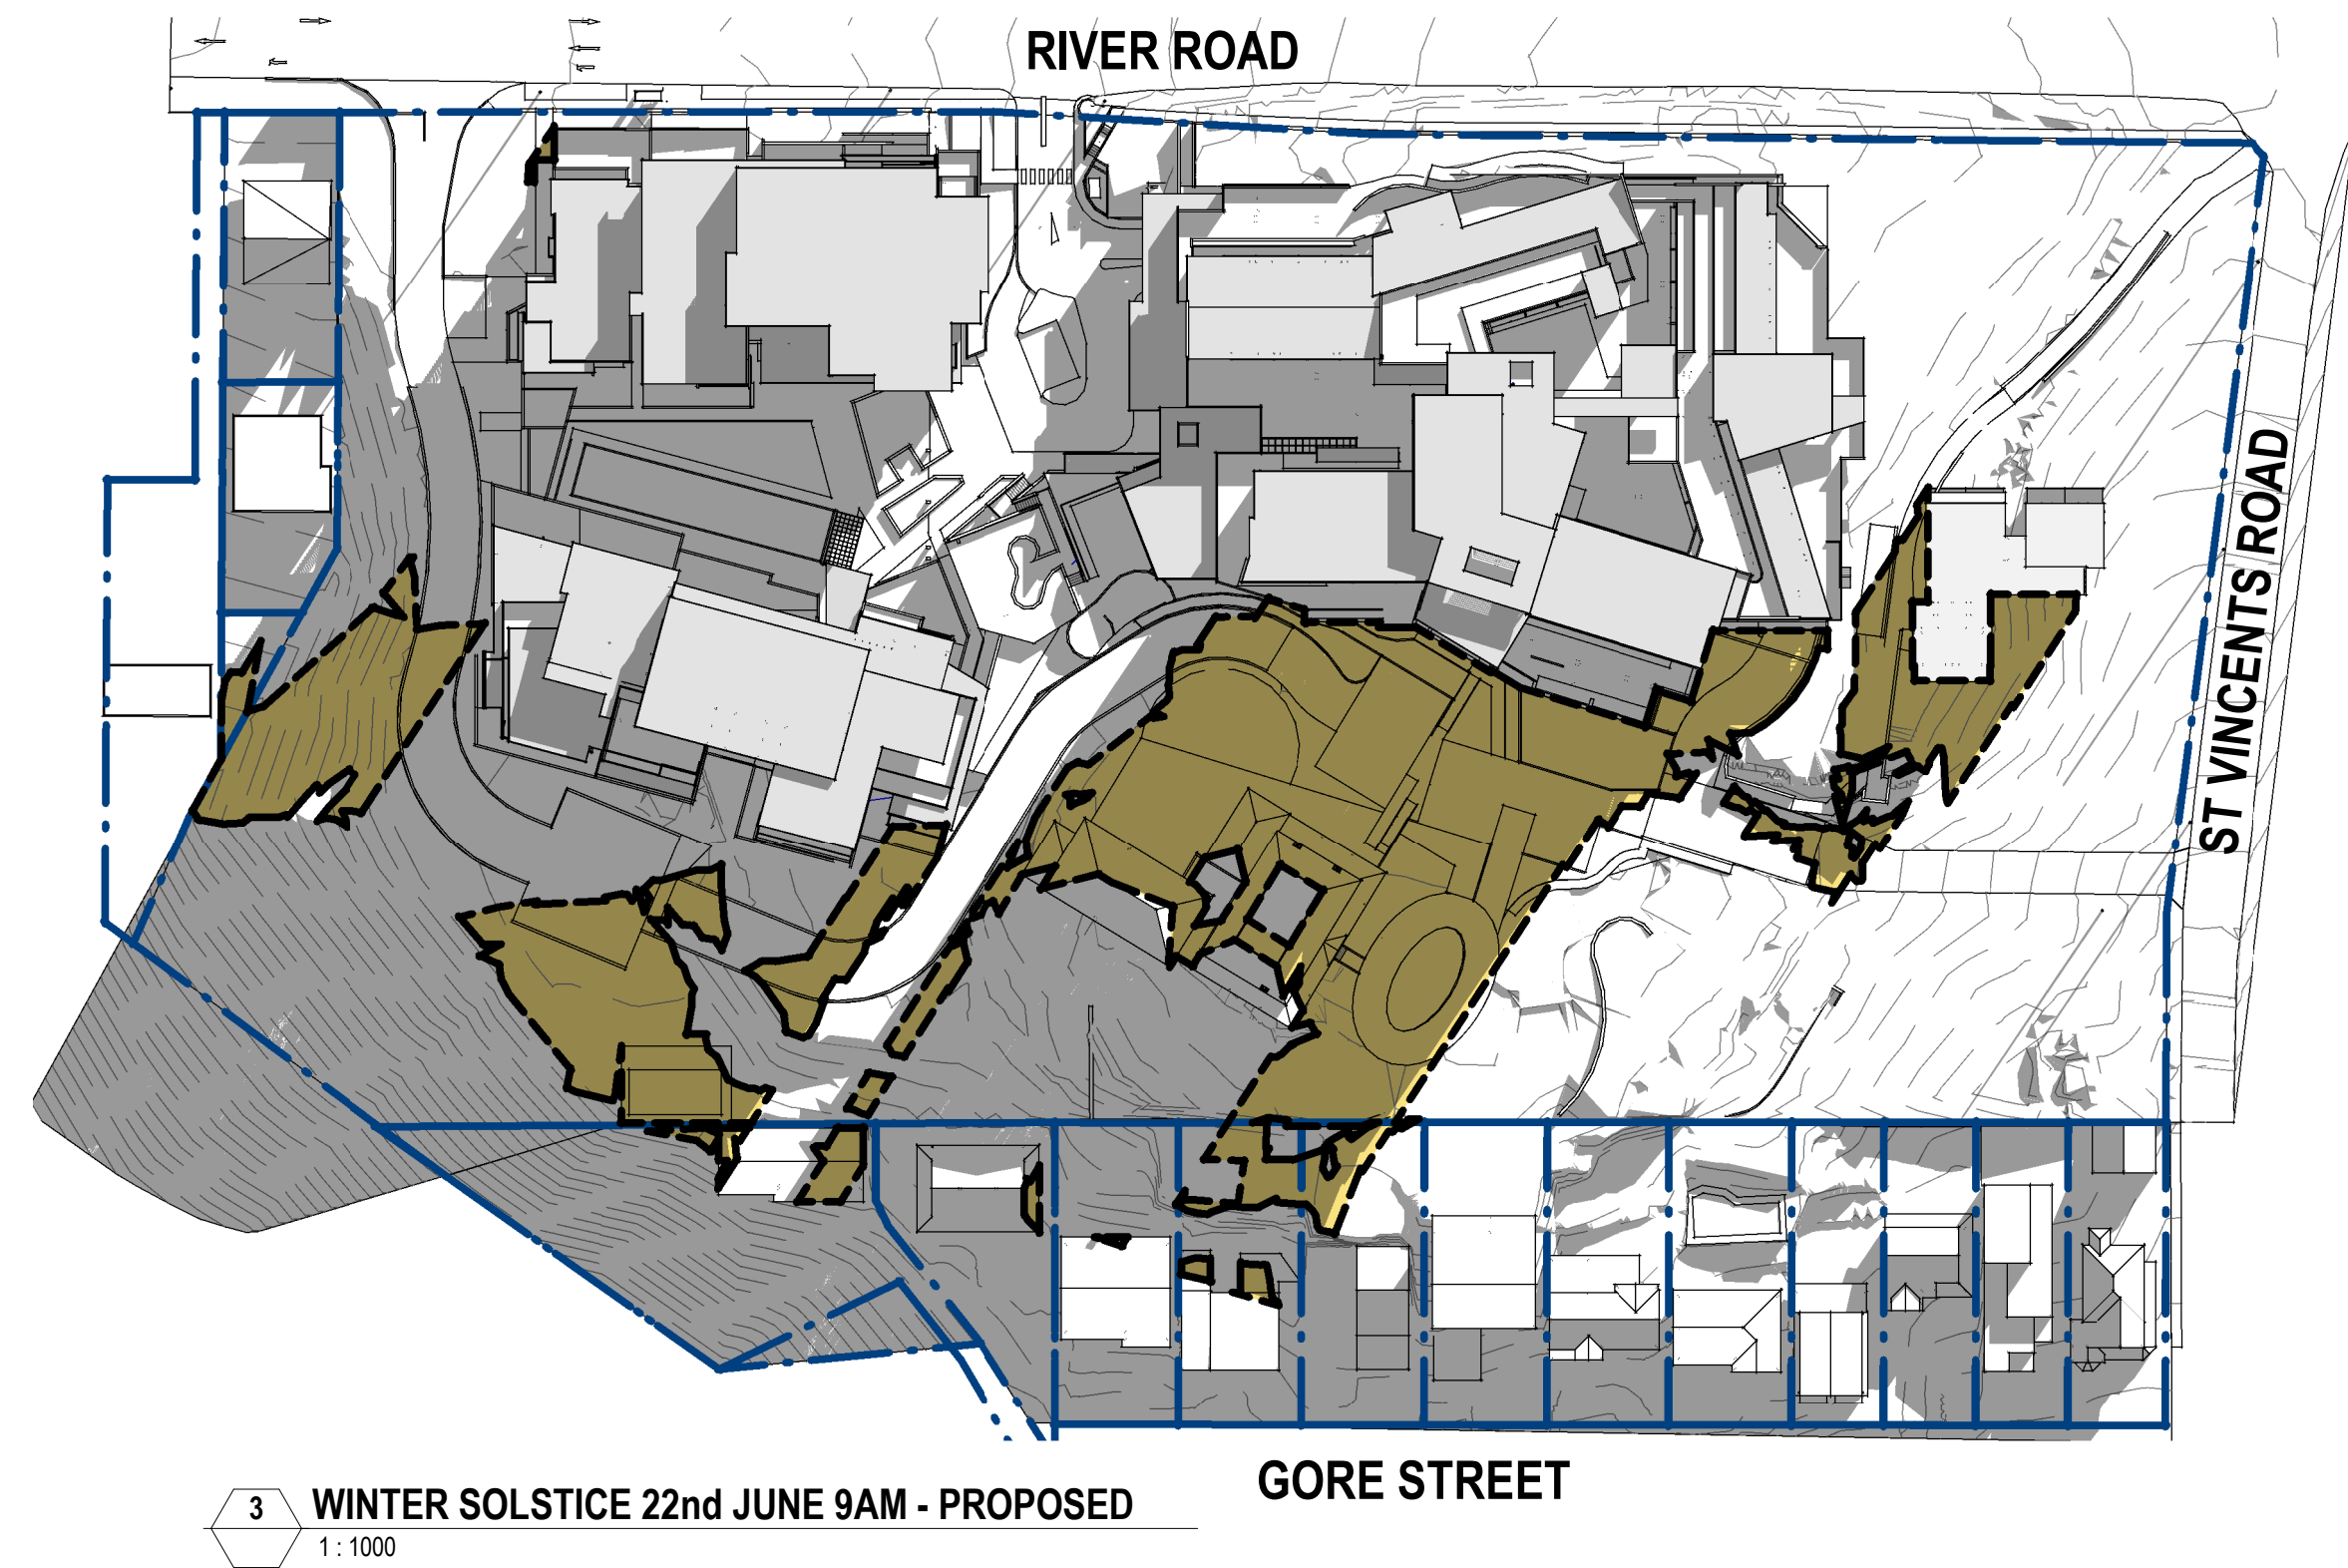 RIVER ROAD
ST VINCENTS ROAD
GORE STREET
3 WINTER SOLSTICE 22nd JUNE 9AM - PROPOSED
1 : 1000